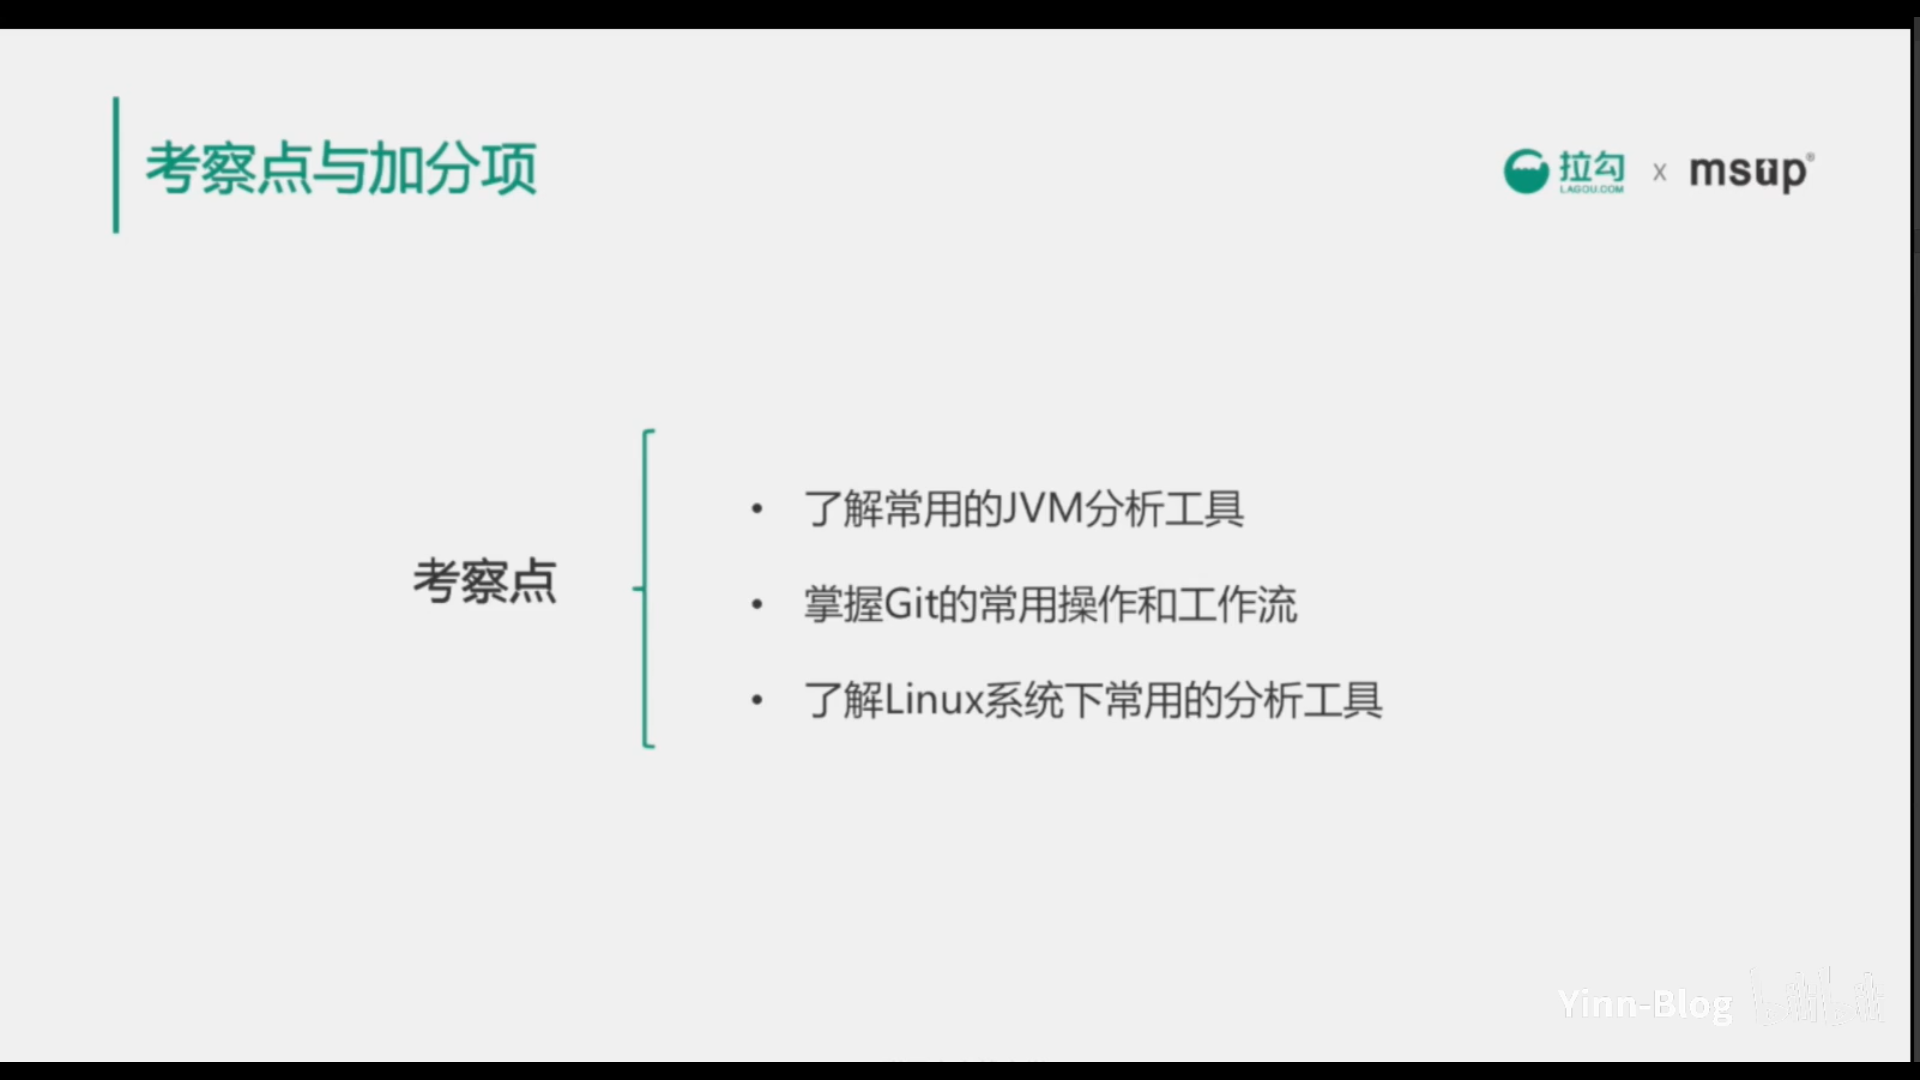 考察点与加分项
拉勾
LAGOU.COM
x
msup®
考察点
• 了解常用的JVM分析工具
• 掌握Git的常用操作和工作流
• 了解Linux系统下常用的分析工具
Yinn-Blog
bilibili